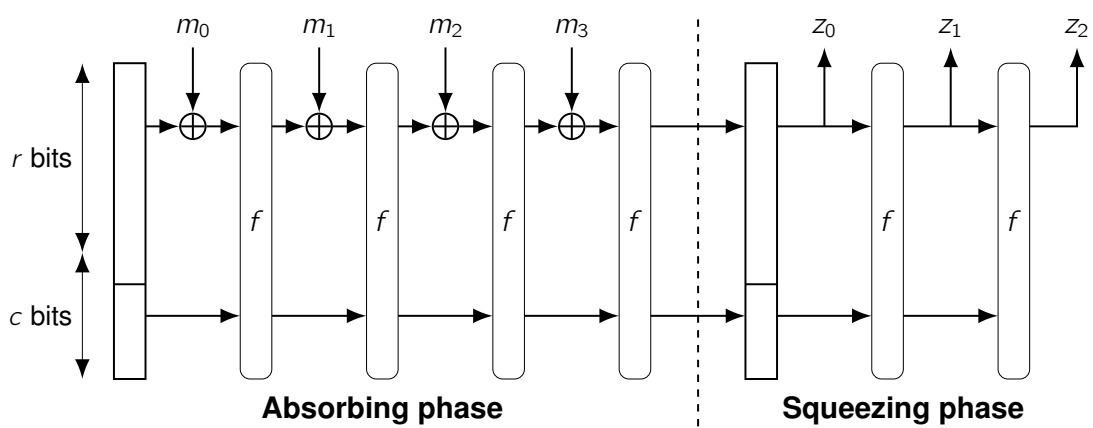 m₀ m₁ m₂ m₃ z₀ z₁ z₂
r bits
f f f f f f
c bits
Absorbing phase Squeezing phase